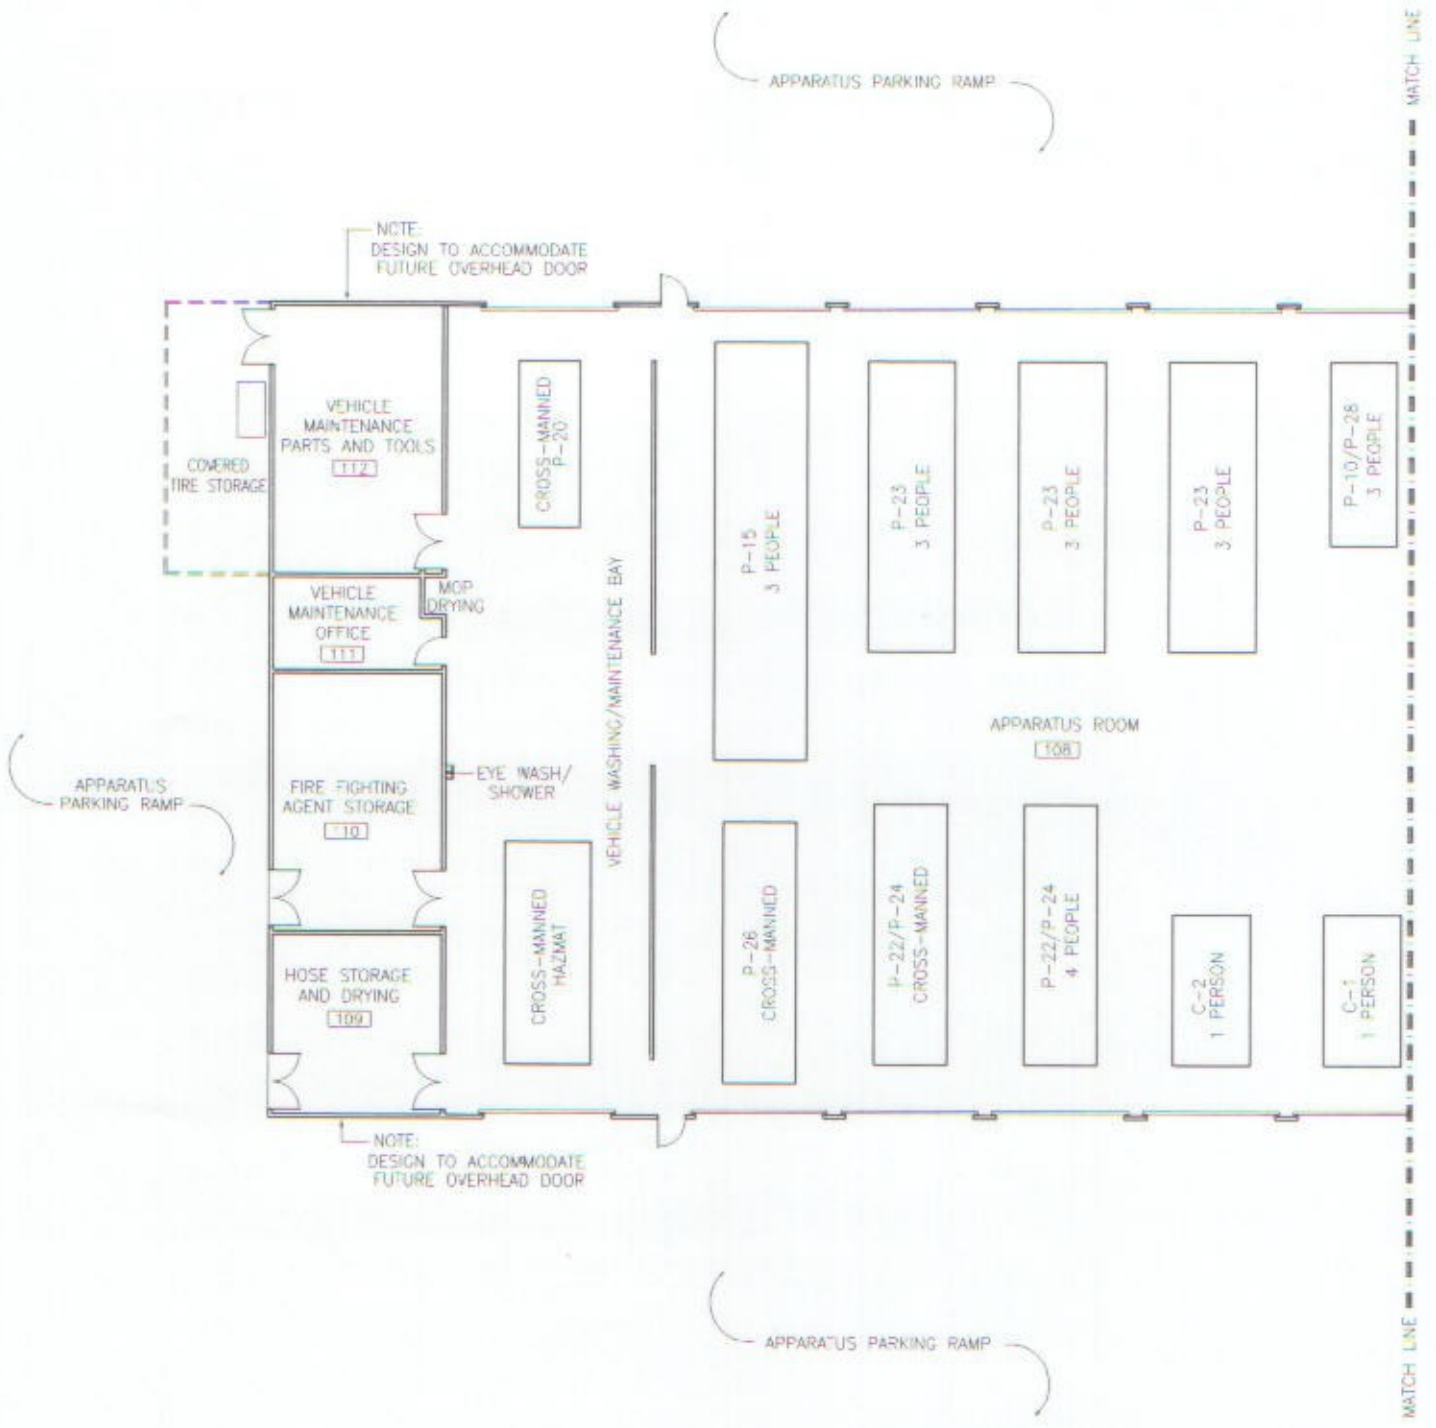 MATCH LINE
APPARATUS PARKING RAMP
NOTE:
DESIGN TO ACCOMMODATE
FUTURE OVERHEAD DOOR
VEHICLE
MAINTENANCE
PARTS AND TOOLS
112
COVERED
TIRE STORAGE
CROSS-MANNED
P-20
P-15
3 PEOPLE
P-23
3 PEOPLE
P-23
3 PEOPLE
P-23
3 PEOPLE
P-10/P-28
3 PEOPLE
VEHICLE
MAINTENANCE
OFFICE
111
MOP
DRYING
VEHICLE WASHING/MAINTENANCE BAY
APPARATUS ROOM
108
APPARATUS
PARKING RAMP
FIRE FIGHTING
AGENT STORAGE
110
EYE WASH/
SHOWER
CROSS-MANNED
HAZMAT
P-26
CROSS-MANNED
P-22/P-24
CROSS-MANNED
P-22/P-24
4 PEOPLE
C-2
1 PERSON
C-1
1 PERSON
HOSE STORAGE
AND DRYING
109
NOTE:
DESIGN TO ACCOMMODATE
FUTURE OVERHEAD DOOR
APPARATUS PARKING RAMP
MATCH LINE